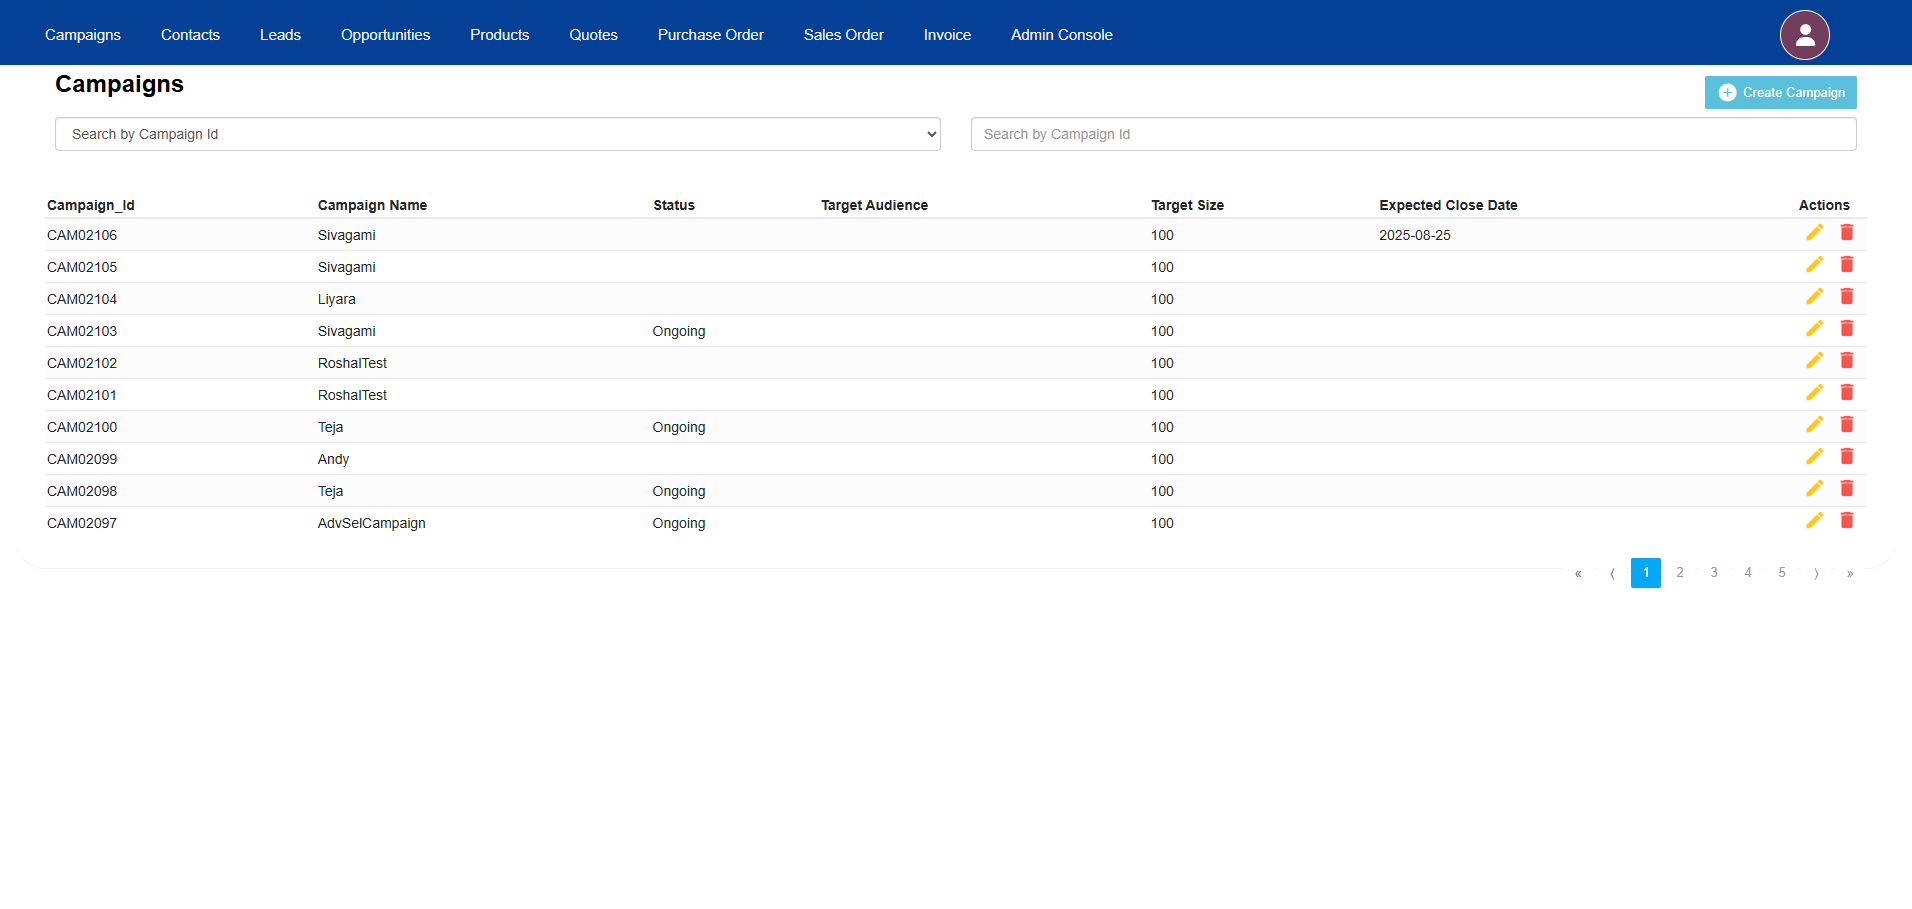 Campaigns Contacts Leads Opportunities Products Quotes Purchase Order Sales Order Invoice Admin Console
Campaigns
Create Campaign
Search by Campaign Id Search by Campaign Id
Campaign_Id Campaign Name Status Target Audience Target Size Expected Close Date Actions
CAM02106 Sivagami 100 2025-08-25
CAM02105 Sivagami 100
CAM02104 Liyara 100
CAM02103 Sivagami Ongoing 100
CAM02102 RoshalTest 100
CAM02101 RoshalTest 100
CAM02100 Teja Ongoing 100
CAM02099 Andy 100
CAM02098 Teja Ongoing 100
CAM02097 AdvSelCampaign Ongoing 100
« ⟨ 1 2 3 4 5 ⟩ »